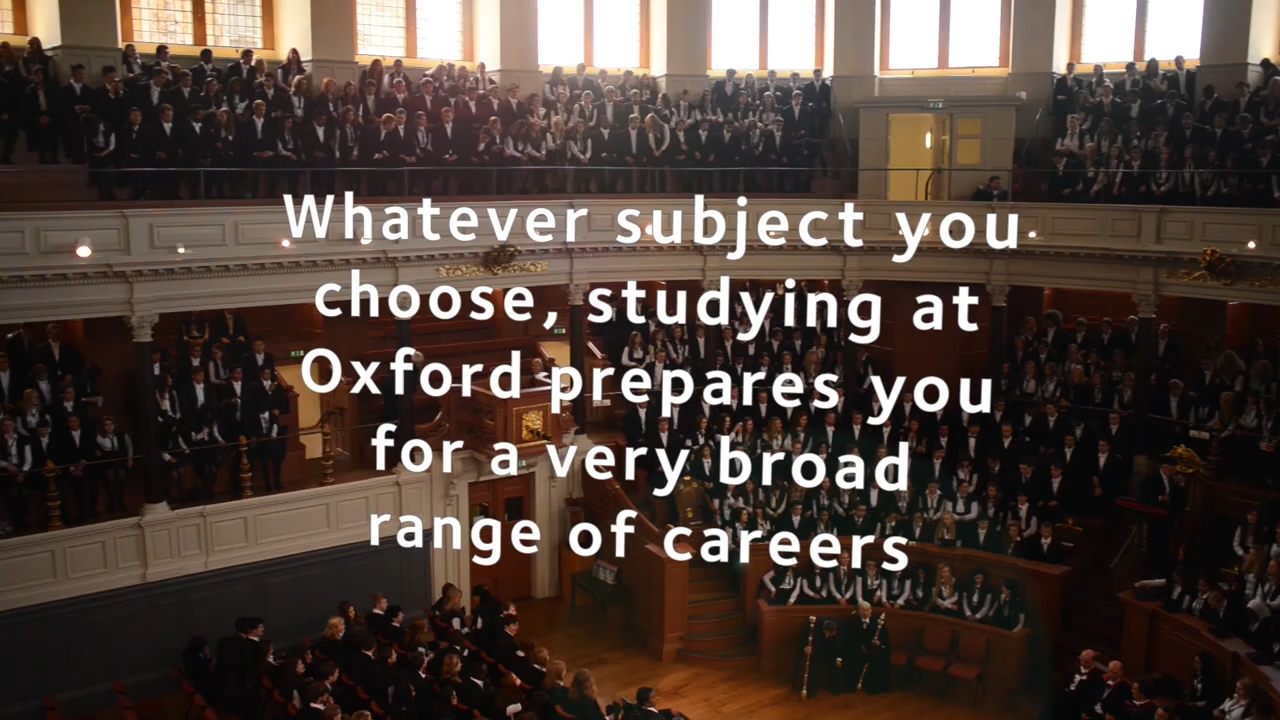 Whatever subject you
choose, studying at
Oxford prepares you
for a very broad
range of careers